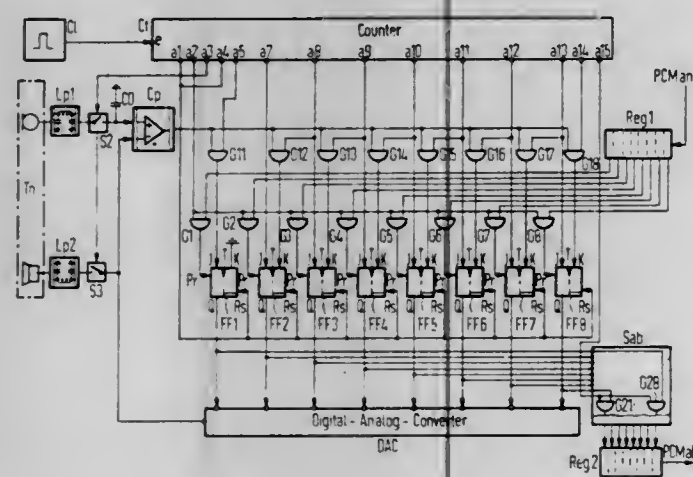 Cl
Ct
Counter
a1 a2 a3 a4 a5 a7 a9 a10 a11 a12 a13 a14 a15
PCMan
Lp1
C0
Cp
Reg1
S2
G11 G12 G13 G14 G15 G16 G17 G18
Tn
G1 G2 G3 G4 G5 G6 G7 G8
Lp2
S3
J T K
Pr
Q Rs
FF1 FF2 FF3 FF4 FF5 FF6 FF7 FF8
Sab
G28
G21
Digital - Analog - Converter
DAC
Reg.2
PCMab